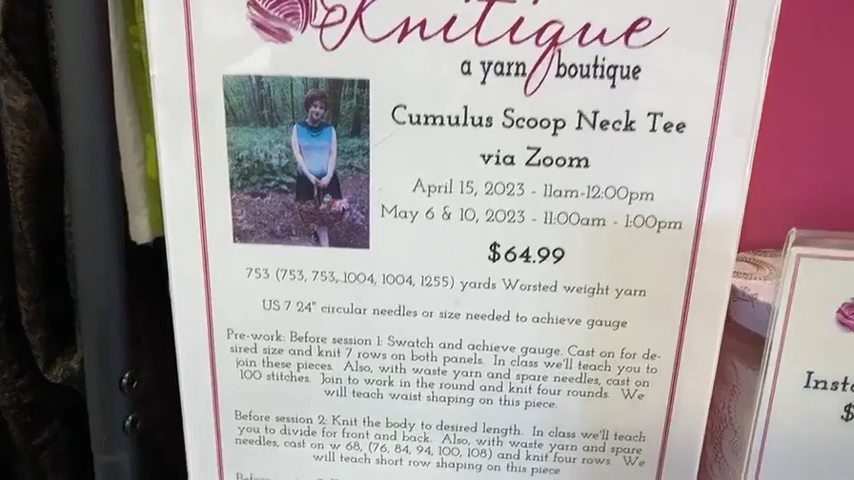 Knitique
a yarn boutique
Cumulus Scoop Neck Tee
via Zoom
April 15, 2023 - 11am-12:00pm
May 6 & 10, 2023 - 11:00am - 1:00pm
$64.99
753 (753, 753, 1004, 1004, 1255) yards Worsted weight yarn
US 7 24" circular needles or size needed to achieve gauge
Pre-work: Before session 1: Swatch and achieve gauge. Cast on for de-
sired size and knit 7 rows on both panels. In class we'll teach you to
join these pieces. Also, with waste yarn and spare needles, cast on
100 stitches. Join to work in the round and knit four rounds. We
will teach waist shaping on this piece.
Before session 2: Knit the body to desired length. In class we'll teach
you to divide for front and back. Also, with waste yarn and spare
needles, cast on w 68, (76, 84, 94, 100, 108) and knit four rows. We
will teach short row shaping on this piece
Insta
$